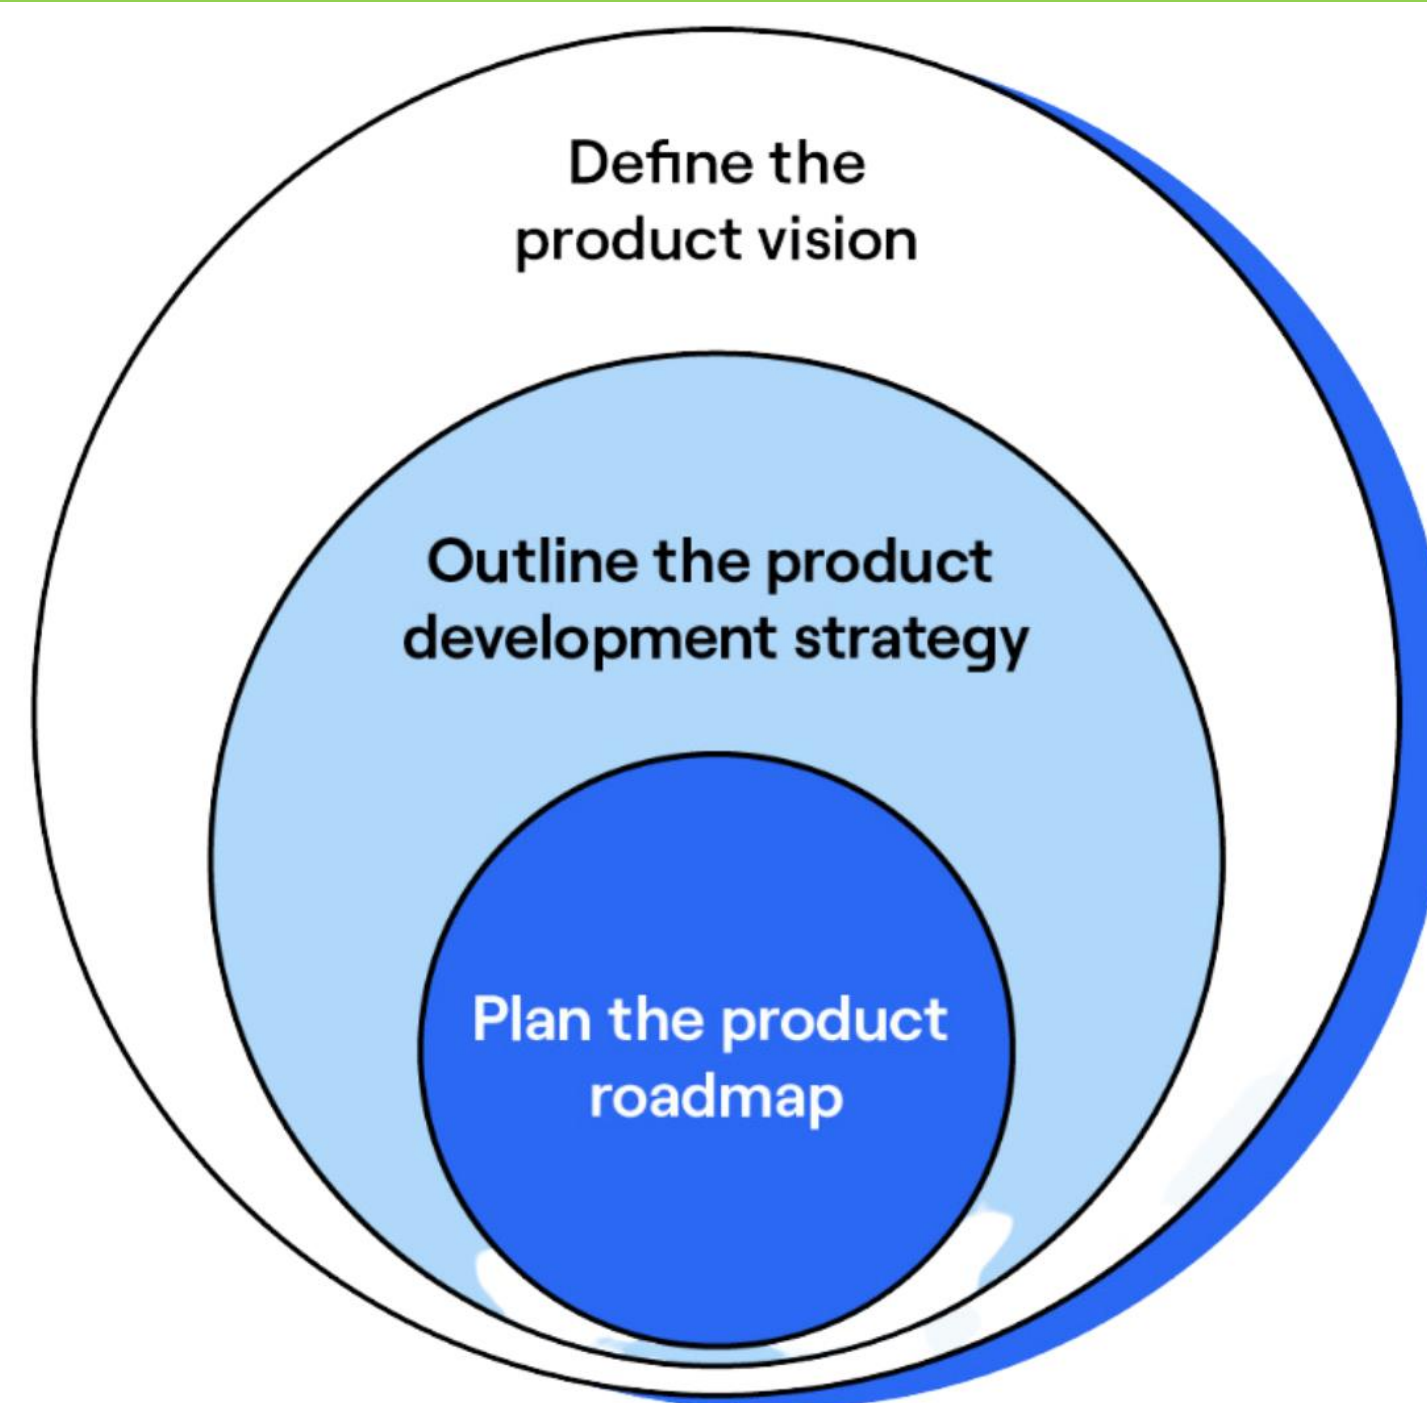 Define the
product vision
Outline the product
development strategy
Plan the product
roadmap